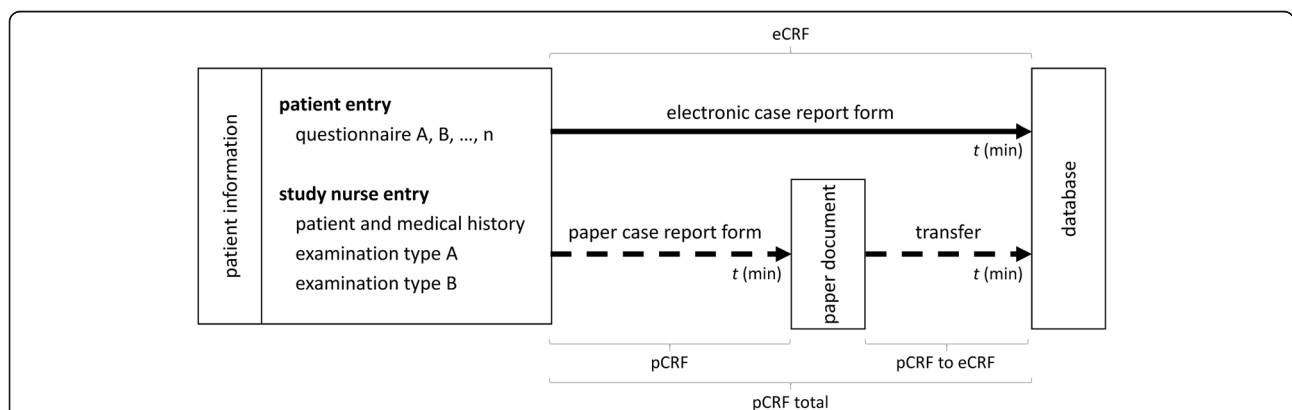 eCRF
patient information
patient entry
questionnaire A, B, ..., n
study nurse entry
patient and medical history
examination type A
examination type B
electronic case report form
t (min)
paper case report form
t (min)
paper document
transfer
t (min)
database
pCRF
pCRF to eCRF
pCRF total